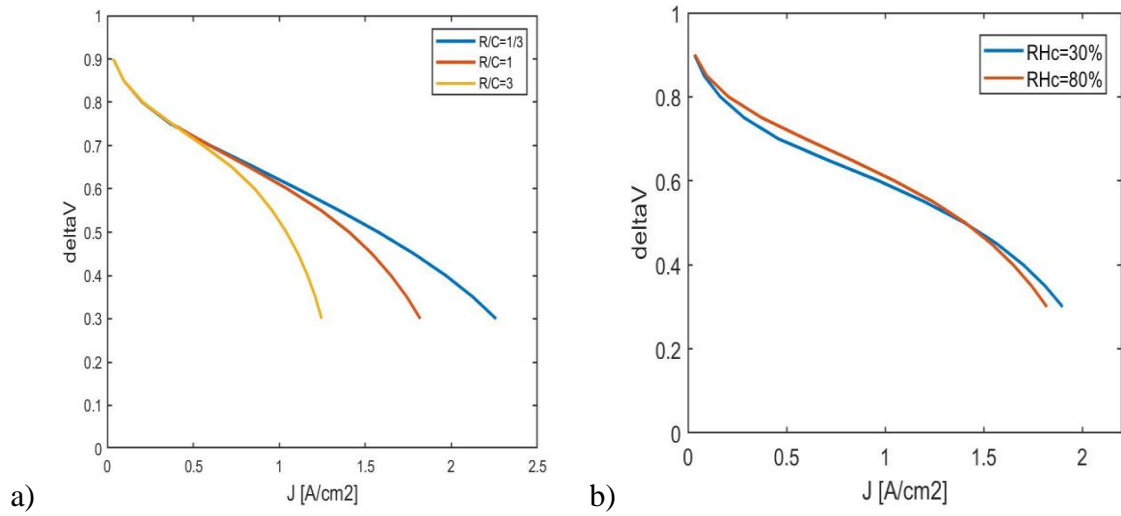 1
0.9
0.8
0.7
0.6
0.5
0.4
0.3
0.2
0.1
0
deltaV
0 0.5 1 1.5 2 2.5
J [A/cm2]
R/C=1/3
R/C=1
R/C=3
a)
1
0.8
0.6
0.4
0.2
0
deltaV
0 0.5 1 1.5 2
J [A/cm2]
RHc=30%
RHc=80%
b)